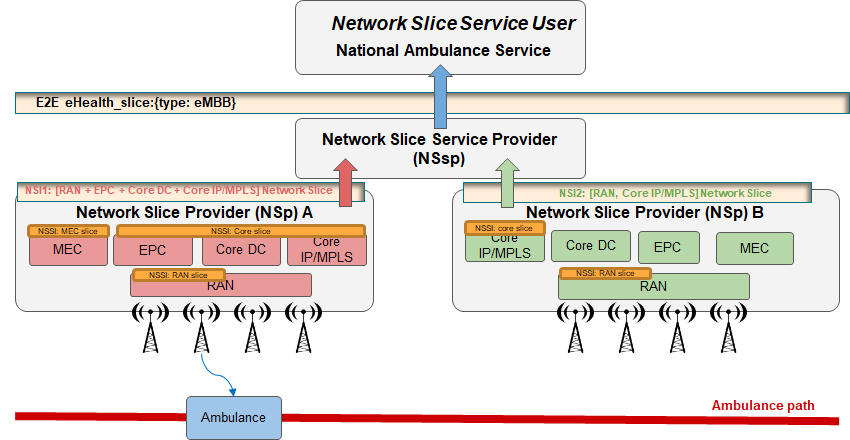 Network Slice Service User
National Ambulance Service
E2E eHealth_slice:{type: eMBB}
Network Slice Service Provider
(NSsp)
NSI1: [RAN + EPC + Core DC + Core IP/MPLS] Network Slice
NSI2: [RAN, Core IP/MPLS] Network Slice
Network Slice Provider (NSp) A
Network Slice Provider (NSp) B
NSSI: MEC slice
NSSI: Core slice
NSSI: core slice
MEC
EPC
Core DC
Core
IP/MPLS
Core
IP/MPLS
Core DC
EPC
MEC
NSSI: RAN slice
NSSI: RAN slice
RAN
RAN
Ambulance path
Ambulance